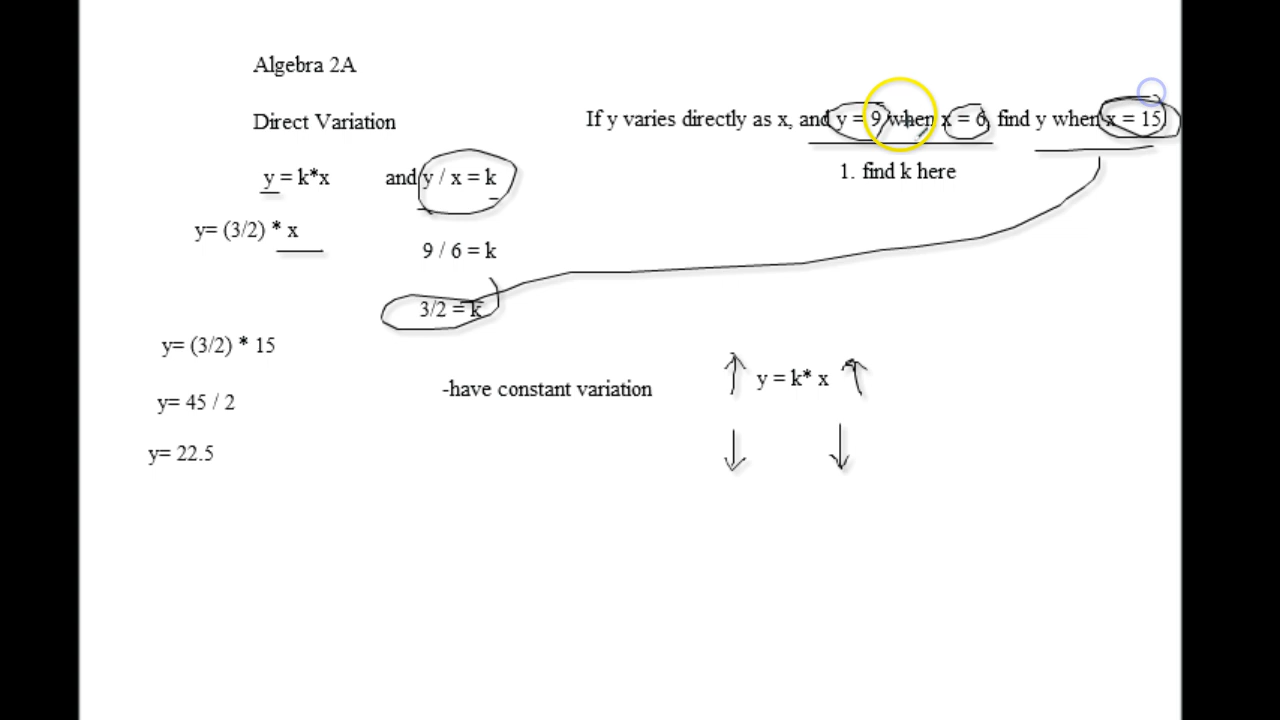 Algebra 2A
Direct Variation
If y varies directly as x, and y = 9 when x = 6, find y when x = 15
1. find k here
y = k*x
and y / x = k
y= (3/2) * x
9 / 6 = k
3/2 = k
y= (3/2) * 15
y= 45 / 2
y= 22.5
-have constant variation
y = k* x